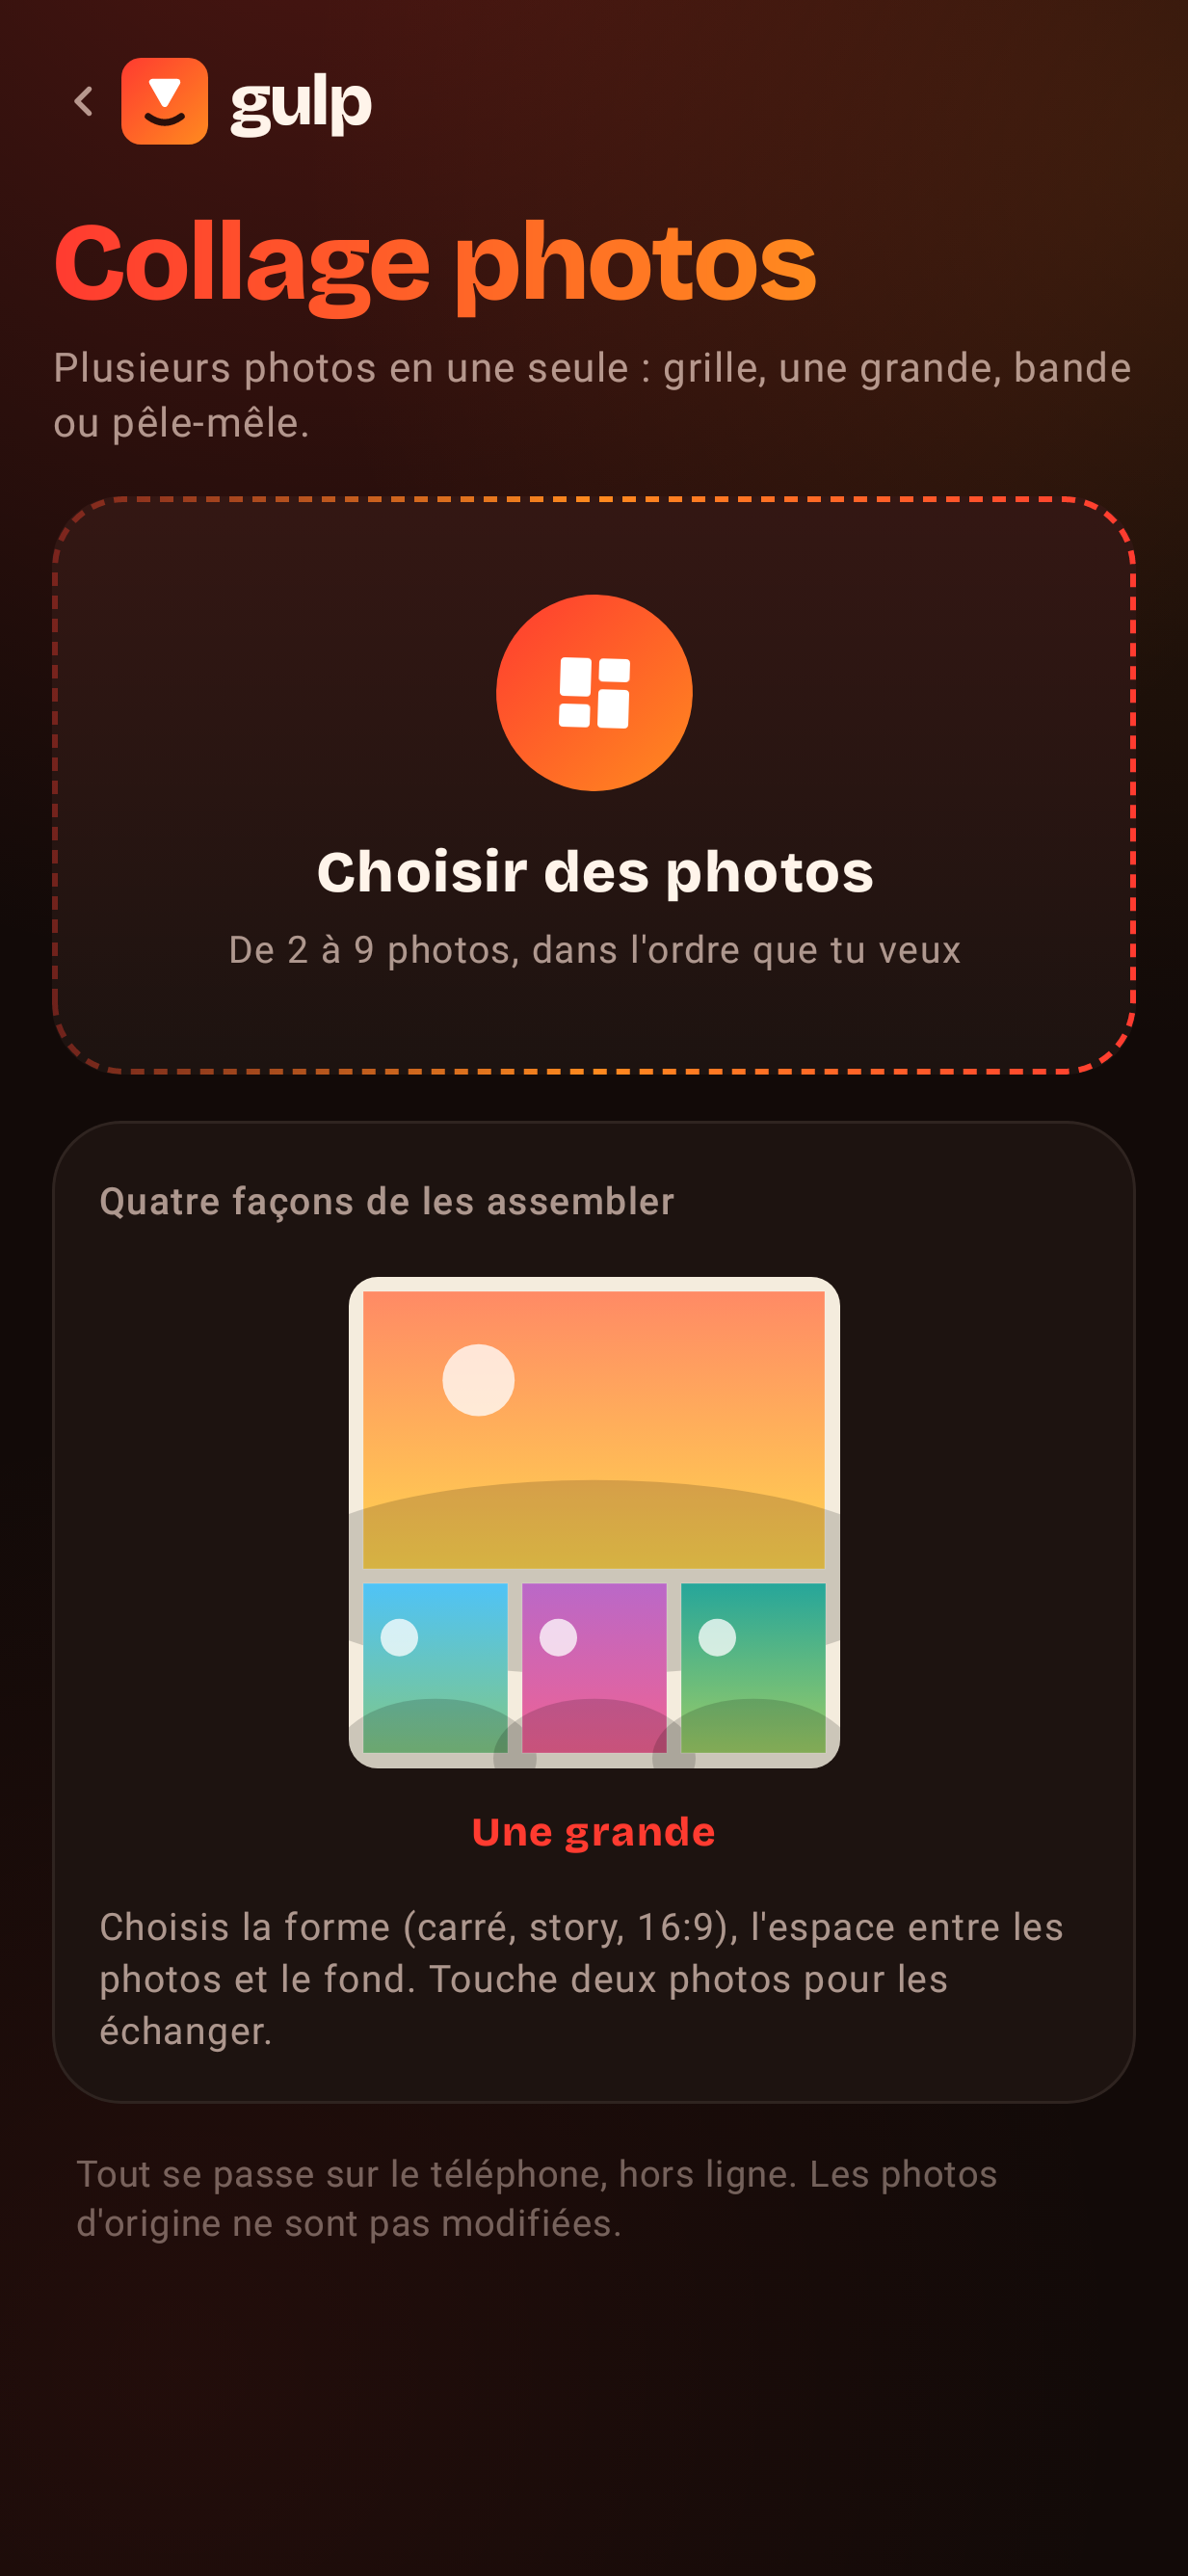 gulp
Collage photos
Plusieurs photos en une seule : grille, une grande, bande
ou pêle-mêle.
Choisir des photos
De 2 à 9 photos, dans l'ordre que tu veux
Quatre façons de les assembler
Une grande
Choisis la forme (carré, story, 16:9), l'espace entre les
photos et le fond. Touche deux photos pour les
échanger.
Tout se passe sur le téléphone, hors ligne. Les photos
d'origine ne sont pas modifiées.